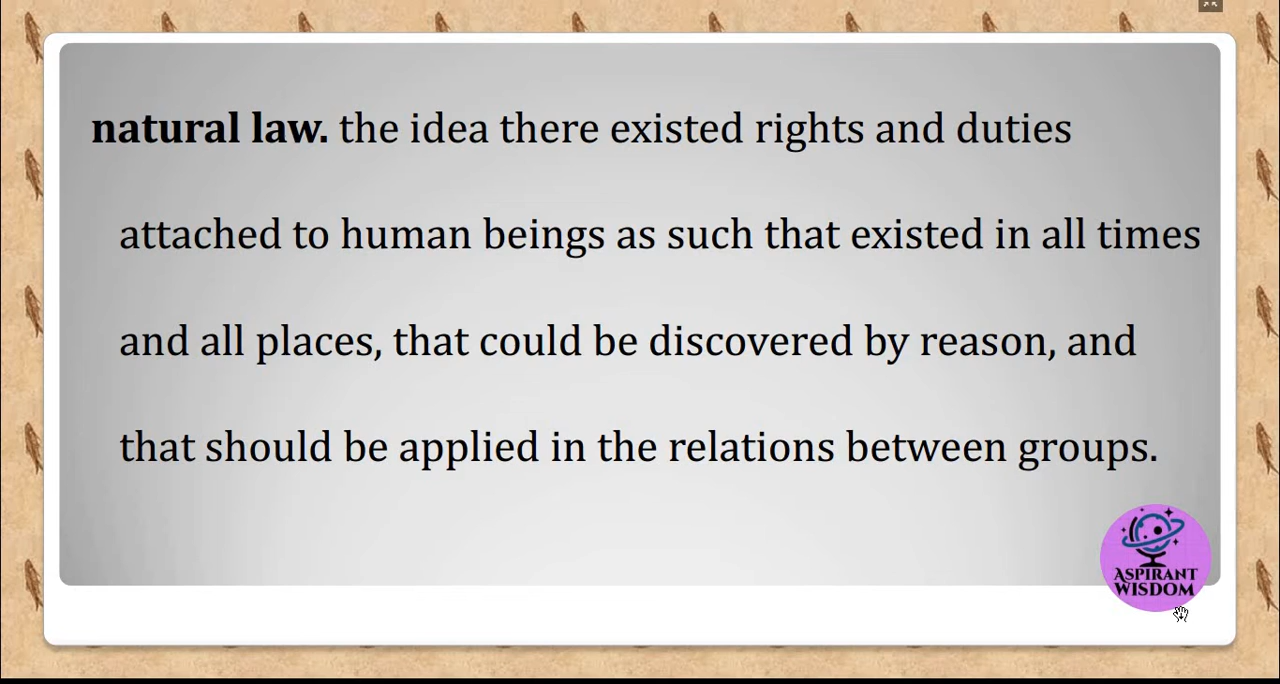 natural law. the idea there existed rights and duties
attached to human beings as such that existed in all times
and all places, that could be discovered by reason, and
that should be applied in the relations between groups.
ASPIRANT
WISDOM